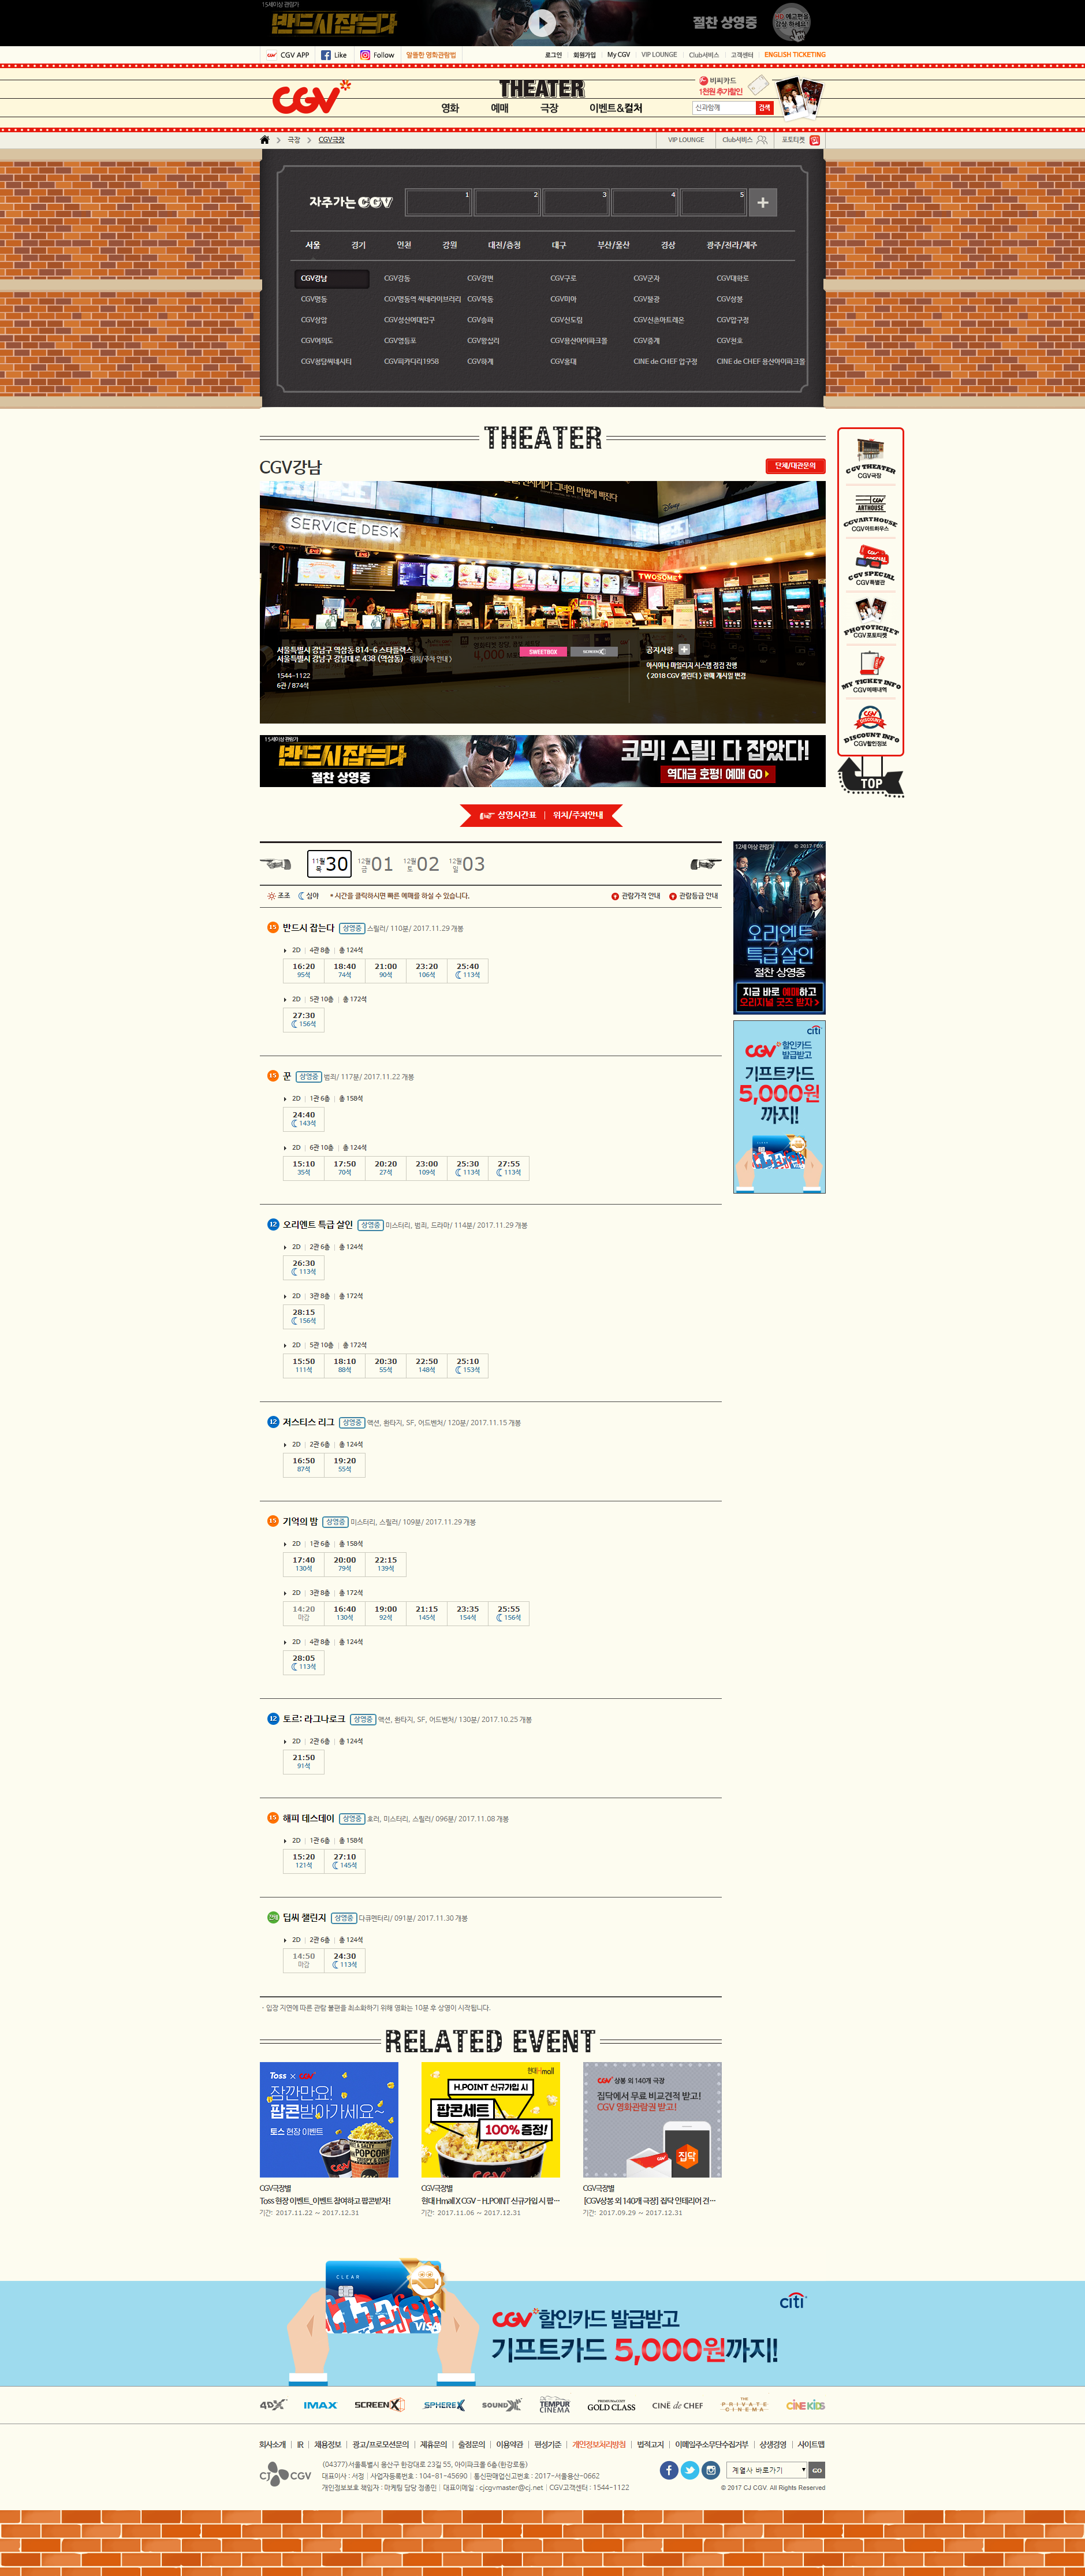 15세이상 관람가
반드시잡는다
절찬 상영중
HD 예고편을 감상 하세요!
CGV APP Like Follow 알뜰한 영화관람법
로그인 회원가입 My CGV VIP LOUNGE Club서비스 고객센터 ENGLISH TICKETING
CGV
THEATER
영화 예매 극장 이벤트&컬처
비씨카드
1천원 추가할인
신과함께 검색
극장 CGV극장
VIP LOUNGE Club서비스 포토티켓
자주가는 CGV 1 2 3 4 5 +
서울 경기 인천 강원 대전/충청 대구 부산/울산 경상 광주/전라/제주
CGV강남 CGV강동 CGV강변 CGV구로 CGV군자 CGV대학로
CGV명동 CGV명동역 씨네라이브러리 CGV목동 CGV미아 CGV불광 CGV상봉
CGV상암 CGV성신여대입구 CGV송파 CGV신도림 CGV신촌아트레온 CGV압구정
CGV여의도 CGV영등포 CGV왕십리 CGV용산아이파크몰 CGV중계 CGV천호
CGV청담씨네시티 CGV피카디리1958 CGV하계 CGV홍대 CINE de CHEF 압구정 CINE de CHEF 용산아이파크몰
THEATER
CGV강남
단체/대관문의
SERVICE DESK
Disney
TWOSOME+
4,000
서울특별시 강남구 역삼동 814-6 스타플렉스
서울특별시 강남구 강남대로 438 (역삼동) 위치/주차 안내 >
1544-1122
6관 / 874석
SWEETBOX SCREENX
공지사항 +
아시아나 마일리지 시스템 점검 진행
< 2018 CGV 캘린더 > 판매 개시일 변경
CGV THEATER
CGV극장
CGV ARTHOUSE
CGV ARTHOUSE
CGV아트하우스
CGV SPECIAL
CGV SPECIAL
CGV특별관
PHOTOTICKET
CGV포토티켓
MY TICKET INFO
CGV예매내역
CGV DISCOUNT
DISCOUNT INFO
CGV할인정보
TOP
15세이상 관람가
반드시잡는다
절찬 상영중
코믹! 스릴! 다 잡았다!
역대급 호평! 예매 GO
상영시간표 | 위치/주차안내
11월 목 30 12월 금 01 12월 토 02 12월 일 03
조조 심야 * 시간을 클릭하시면 빠른 예매를 하실 수 있습니다. 관람가격 안내 관람등급 안내
12세 이상 관람가 © 2017 FOX
오리엔트
특급 살인
절찬 상영중
지금 바로 예매하고
오리지널 굿즈 받자 >
citi
CGV 할인카드
발급받고
기프트카드
5,000원
까지!
15 반드시 잡는다 상영중 스릴러/ 110분/ 2017.11.29 개봉
2D | 4관 8층 | 총 124석
16:20 18:40 21:00 23:20 25:40
95석 74석 90석 106석 113석
2D | 5관 10층 | 총 172석
27:30
156석
15 꾼 상영중 범죄/ 117분/ 2017.11.22 개봉
2D | 1관 6층 | 총 158석
24:40
143석
2D | 6관 10층 | 총 124석
15:10 17:50 20:20 23:00 25:30 27:55
35석 70석 27석 109석 113석 113석
12 오리엔트 특급 살인 상영중 미스터리, 범죄, 드라마/ 114분/ 2017.11.29 개봉
2D | 2관 6층 | 총 124석
26:30
113석
2D | 3관 8층 | 총 172석
28:15
156석
2D | 5관 10층 | 총 172석
15:50 18:10 20:30 22:50 25:10
111석 88석 55석 148석 153석
12 저스티스 리그 상영중 액션, 환타지, SF, 어드벤처/ 120분/ 2017.11.15 개봉
2D | 2관 6층 | 총 124석
16:50 19:20
87석 55석
15 기억의 밤 상영중 미스터리, 스릴러/ 109분/ 2017.11.29 개봉
2D | 1관 6층 | 총 158석
17:40 20:00 22:15
130석 79석 139석
2D | 3관 8층 | 총 172석
14:20 16:40 19:00 21:15 23:35 25:55
마감 130석 92석 145석 154석 156석
2D | 4관 8층 | 총 124석
28:05
113석
12 토르: 라그나로크 상영중 액션, 환타지, SF, 어드벤처/ 130분/ 2017.10.25 개봉
2D | 2관 6층 | 총 124석
21:50
91석
15 해피 데스데이 상영중 호러, 미스터리, 스릴러/ 096분/ 2017.11.08 개봉
2D | 1관 6층 | 총 158석
15:20 27:10
121석 145석
전체 딥씨 챌린지 상영중 다큐멘터리/ 091분/ 2017.11.30 개봉
2D | 2관 6층 | 총 124석
14:50 24:30
마감 113석
· 입장 지연에 따른 관람 불편을 최소화하기 위해 영화는 10분 후 상영이 시작됩니다.
RELATED EVENT
Toss × CGV
잠깐만요!
팝콘받아가세요~
토스 현장 이벤트
POPCORN
현대Hmall
H.POINT 신규가입 시
팝콘세트
100%증정!
CGV 상봉 외 140개 극장
집닥에서 무료 비교견적 받고!
CGV 영화관람권 받고!
집닥
CGV극장별 CGV극장별 CGV극장별
Toss 현장 이벤트_이벤트 참여하고 팝콘받자! 현대 Hmall X CGV - H.POINT 신규가입 시 팝… [CGV상봉 외 140개 극장] 집닥 인테리어 견…
기간: 2017.11.22 ~ 2017.12.31 기간: 2017.11.06 ~ 2017.12.31 기간: 2017.09.29 ~ 2017.12.31
CLEAR
VISA
CGV 할인카드 발급받고
기프트카드 5,000원까지!
citi
4DX IMAX SCREENX SPHEREX SOUNDX TEMPUR CINEMA GOLD CLASS CINÉ de CHEF THE PRIVATE CINEMA CINE KIDS
회사소개 | IR | 채용정보 | 광고/프로모션문의 | 제휴문의 | 출점문의 | 이용약관 | 편성기준 | 개인정보처리방침 | 법적고지 | 이메일주소무단수집거부 | 상생경영 | 사이트맵
CJ CGV
(04377)서울특별시 용산구 한강대로 23길 55, 아이파크몰 6층(한강로동)
대표이사 : 서정 | 사업자등록번호 : 104-81-45690 | 통신판매업신고번호 : 2017-서울용산-0662
개인정보보호 책임자 : 마케팅 담당 정종민 | 대표이메일 : cjcgvmaster@cj.net | CGV고객센터 : 1544-1122
계열사 바로가기 GO
© 2017 CJ CGV. All Rights Reserved